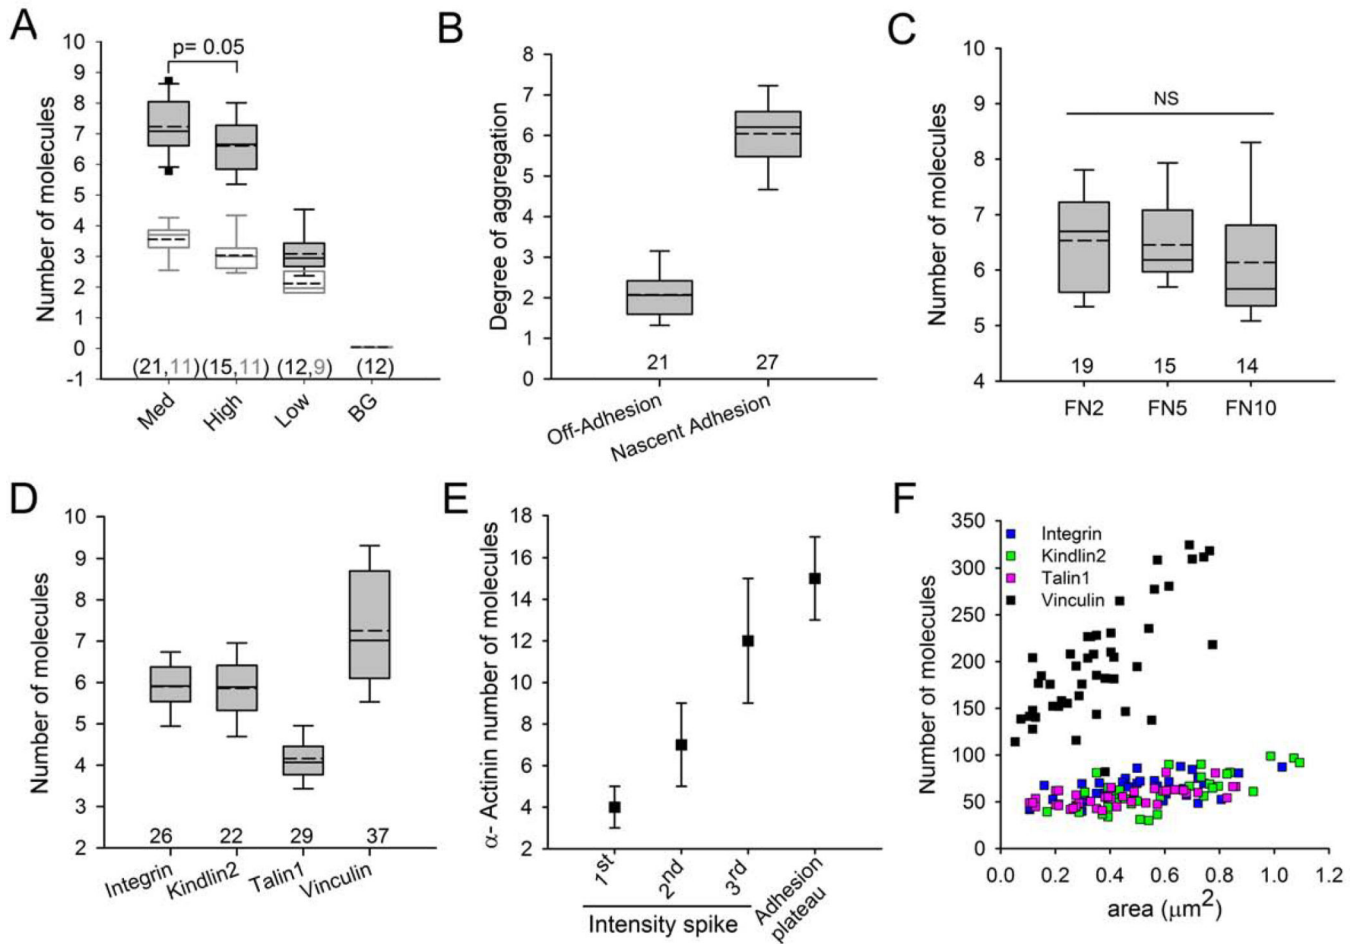 A
Number of molecules
10
9
8
7
6
5
4
3
2
1
0
-1
p= 0.05
(21,11)
(15,11)
(12,9)
(12)
Med
High
Low
BG
B
Degree of aggregation
8
7
6
5
4
3
2
1
0
21
27
Off-Adhesion
Nascent Adhesion
C
Number of molecules
10
9
8
7
6
5
4
NS
19
15
14
FN2
FN5
FN10
D
Number of molecules
10
9
8
7
6
5
4
3
2
26
22
29
37
Integrin
Kindlin2
Talin1
Vinculin
E
α- Actinin number of molecules
18
16
14
12
10
8
6
4
2
1st
2nd
3rd
Adhesion
plateau
Intensity spike
F
Number of molecules
350
300
250
200
150
100
50
0
Integrin
Kindlin2
Talin1
Vinculin
0.0
0.2
0.4
0.6
0.8
1.0
1.2
area (μm2)